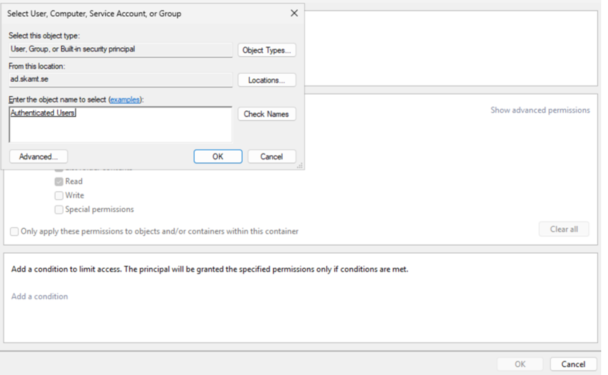 Select User, Computer, Service Account, or Group
Select this object type:
User, Group, or Built-in security principal
Object Types...
From this location:
ad.skamt.se
Locations...
Enter the object name to select (examples):
Authenticated Users
Check Names
Advanced...
OK
Cancel
Show advanced permissions
Read
Write
Special permissions
Only apply these permissions to objects and/or containers within this container
Clear all
Add a condition to limit access. The principal will be granted the specified permissions only if conditions are met.
Add a condition
OK
Cancel